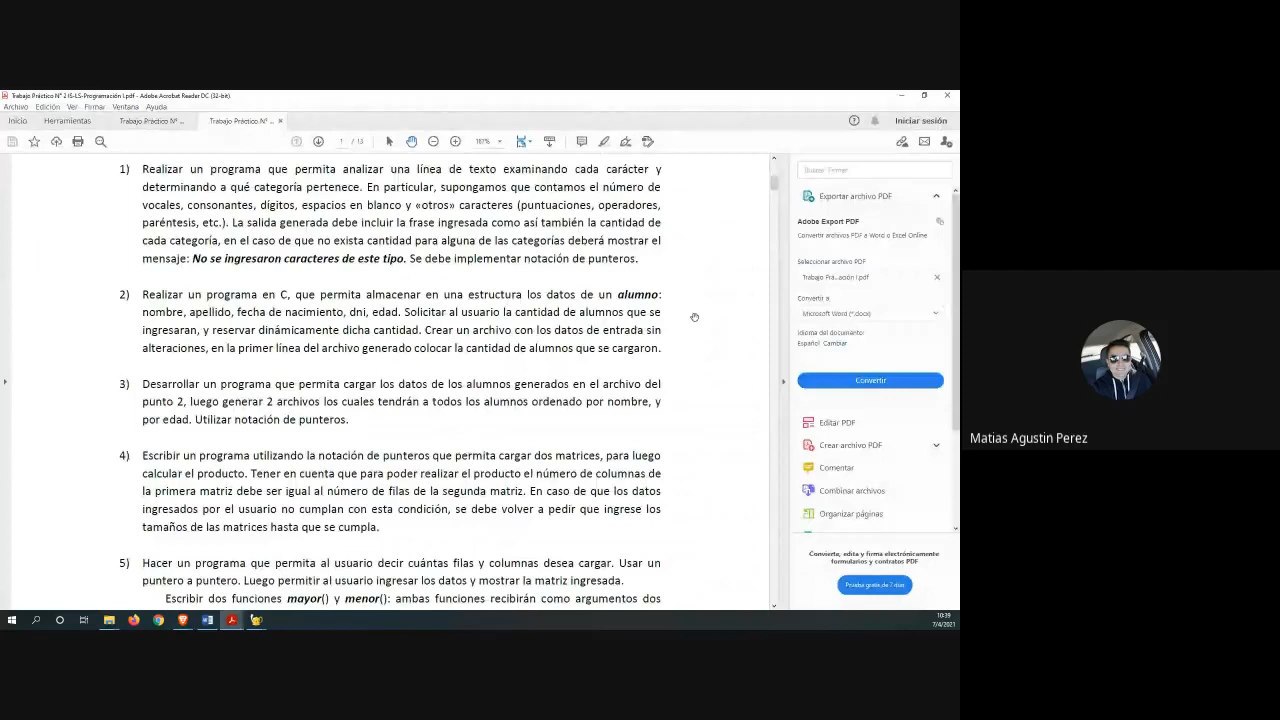 Trabajo Práctico N° 2 IS-LS-Programación I.pdf - Adobe Acrobat Reader DC (32-bit)
Archivo Edición Ver Firmar Ventana Ayuda
Inicio Herramientas Trabajo Práctico Nº ... Trabajo Práctico Nº ... × Iniciar sesión
1 / 13 187%
1) Realizar un programa que permita analizar una línea de texto examinando cada carácter y
determinando a qué categoría pertenece. En particular, supongamos que contamos el número de
vocales, consonantes, dígitos, espacios en blanco y «otros» caracteres (puntuaciones, operadores,
paréntesis, etc.). La salida generada debe incluir la frase ingresada como así también la cantidad de
cada categoría, en el caso de que no exista cantidad para alguna de las categorías deberá mostrar el
mensaje: No se ingresaron caracteres de este tipo. Se debe implementar notación de punteros.
2) Realizar un programa en C, que permita almacenar en una estructura los datos de un alumno:
nombre, apellido, fecha de nacimiento, dni, edad. Solicitar al usuario la cantidad de alumnos que se
ingresaran, y reservar dinámicamente dicha cantidad. Crear un archivo con los datos de entrada sin
alteraciones, en la primer línea del archivo generado colocar la cantidad de alumnos que se cargaron.
3) Desarrollar un programa que permita cargar los datos de los alumnos generados en el archivo del
punto 2, luego generar 2 archivos los cuales tendrán a todos los alumnos ordenado por nombre, y
por edad. Utilizar notación de punteros.
4) Escribir un programa utilizando la notación de punteros que permita cargar dos matrices, para luego
calcular el producto. Tener en cuenta que para poder realizar el producto el número de columnas de
la primera matriz debe ser igual al número de filas de la segunda matriz. En caso de que los datos
ingresados por el usuario no cumplan con esta condición, se debe volver a pedir que ingrese los
tamaños de las matrices hasta que se cumpla.
5) Hacer un programa que permita al usuario decir cuántas filas y columnas desea cargar. Usar un
puntero a puntero. Luego permitir al usuario ingresar los datos y mostrar la matriz ingresada.
Escribir dos funciones mayor() y menor(): ambas funciones recibirán como argumentos dos
Exportar archivo PDF
Adobe Export PDF
Convertir archivos PDF a Word o Excel Online
Seleccionar archivo PDF
Trabajo Prá...ación I.pdf ×
Convertir a
Microsoft Word (*.docx)
Idioma del documento:
Español Cambiar
Convertir
Editar PDF
Crear archivo PDF
Comentar
Combinar archivos
Organizar páginas
Convierte, edita y firma electrónicamente
formularios y contratos PDF
Prueba gratis de 7 días
10:39
7/4/2021
Matias Agustin Perez